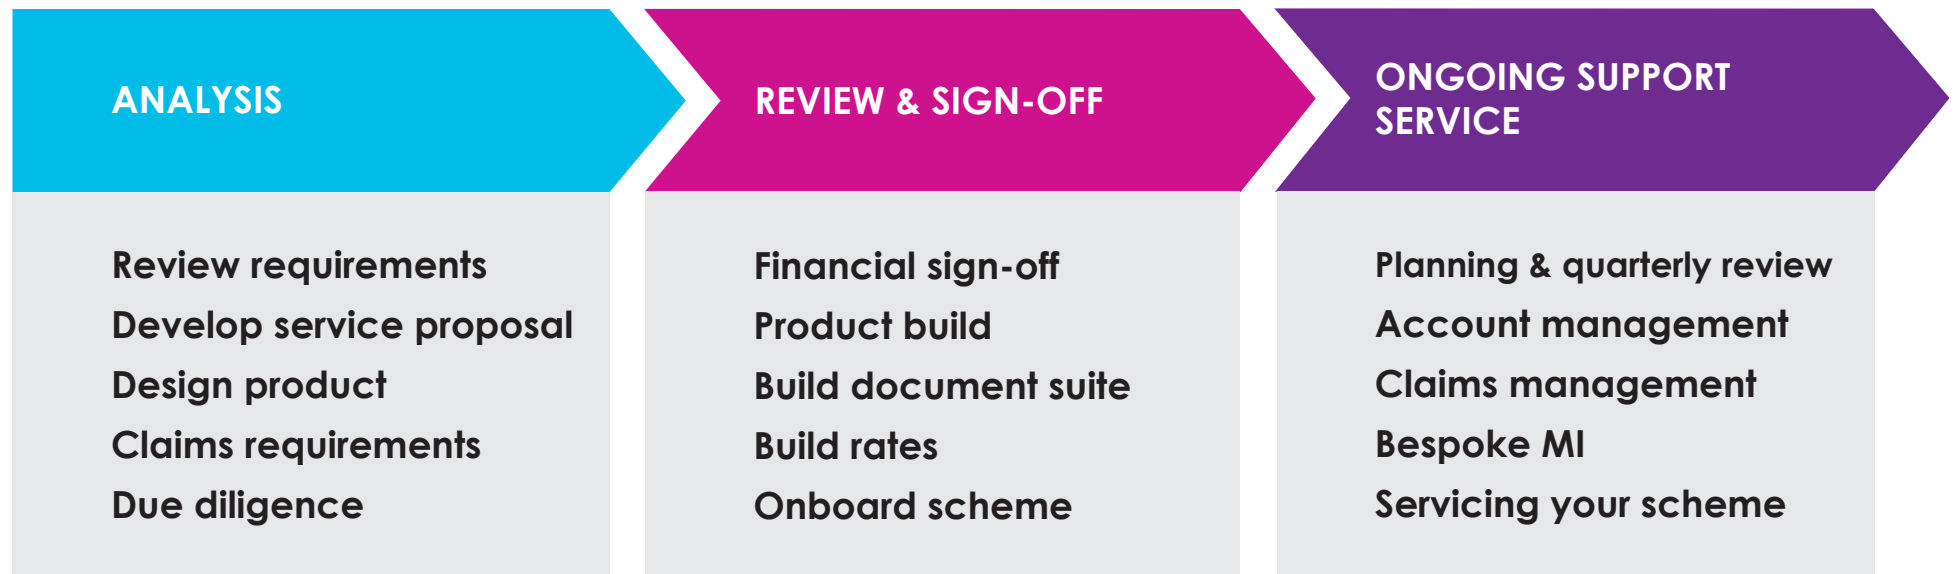 ANALYSIS
Review requirements
Develop service proposal
Design product
Claims requirements
Due diligence
REVIEW & SIGN-OFF
Financial sign-off
Product build
Build document suite
Build rates
Onboard scheme
ONGOING SUPPORT
SERVICE
Planning & quarterly review
Account management
Claims management
Bespoke MI
Servicing your scheme